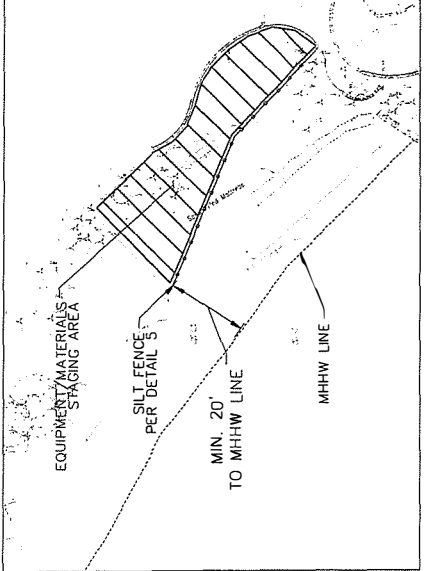 EQUIPMENT/MATERIALS
STAGING AREA
SILT FENCE
PER DETAIL 5
MIN. 20'
TO MHHW LINE
MHHW LINE